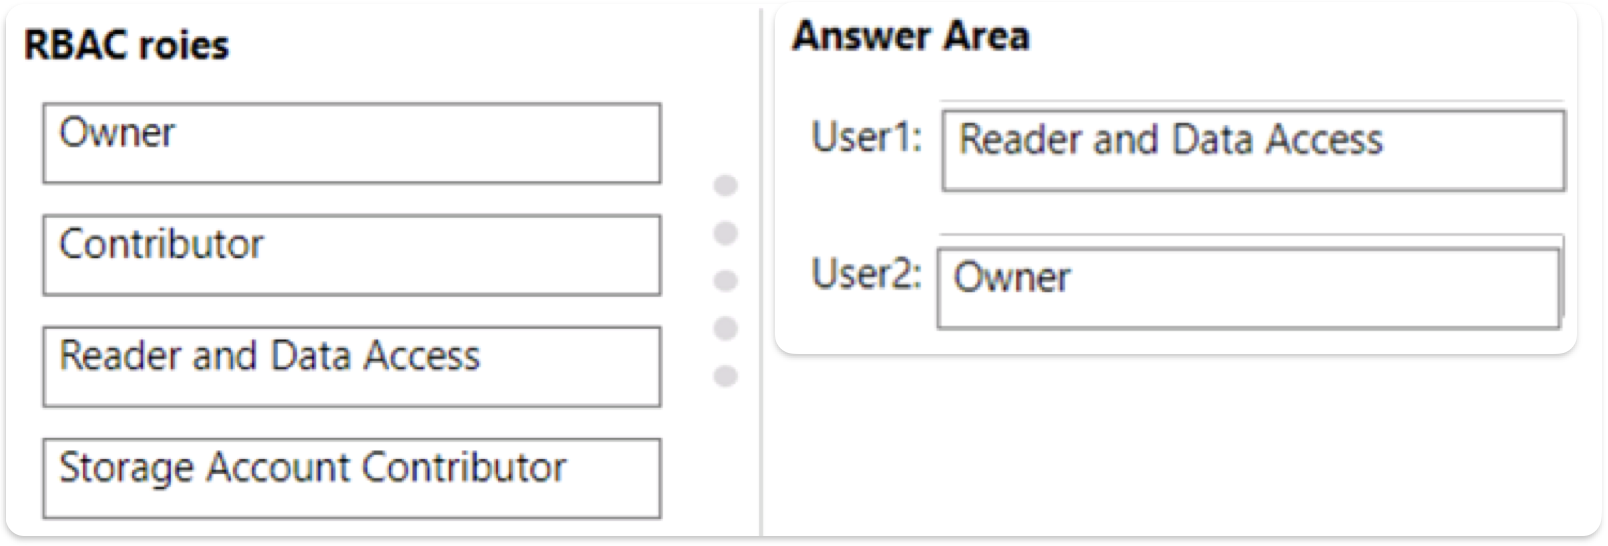 RBAC roies
Owner
Contributor
Reader and Data Access
Storage Account Contributor
Answer Area
User1: Reader and Data Access
User2: Owner